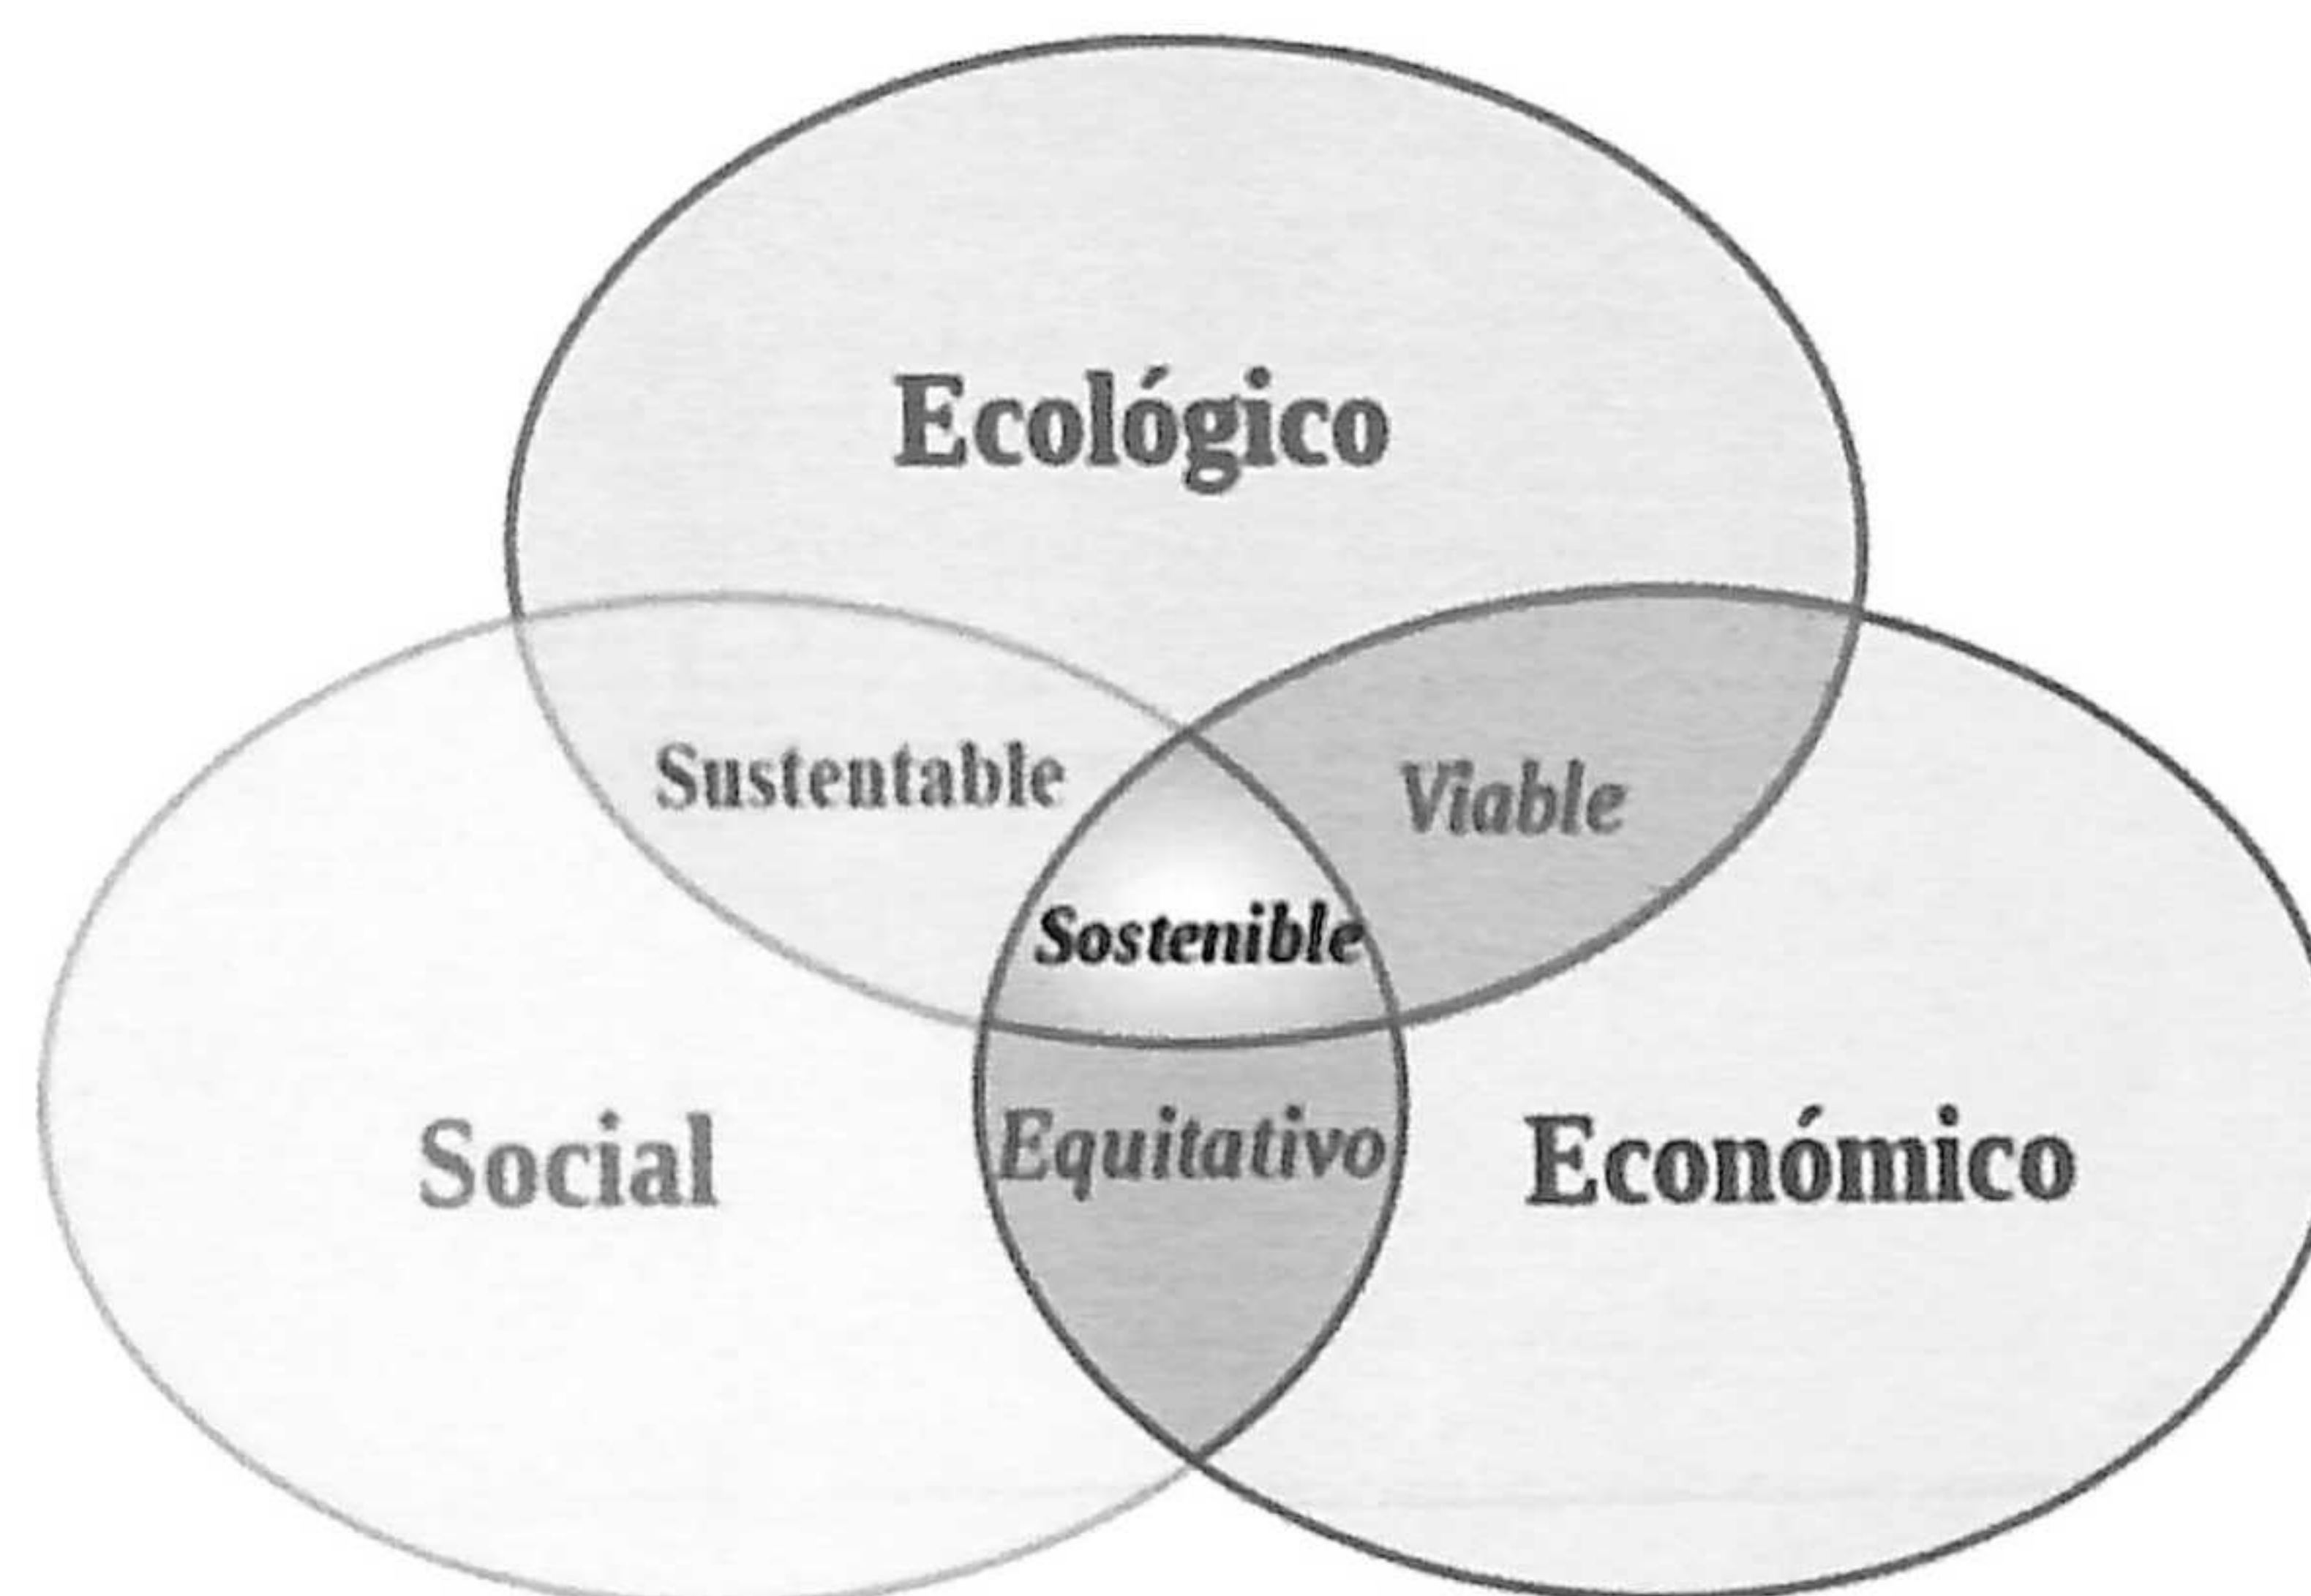 Ecológico
Sustentable
Viable
Sostenible
Social
Equitativo
Económico